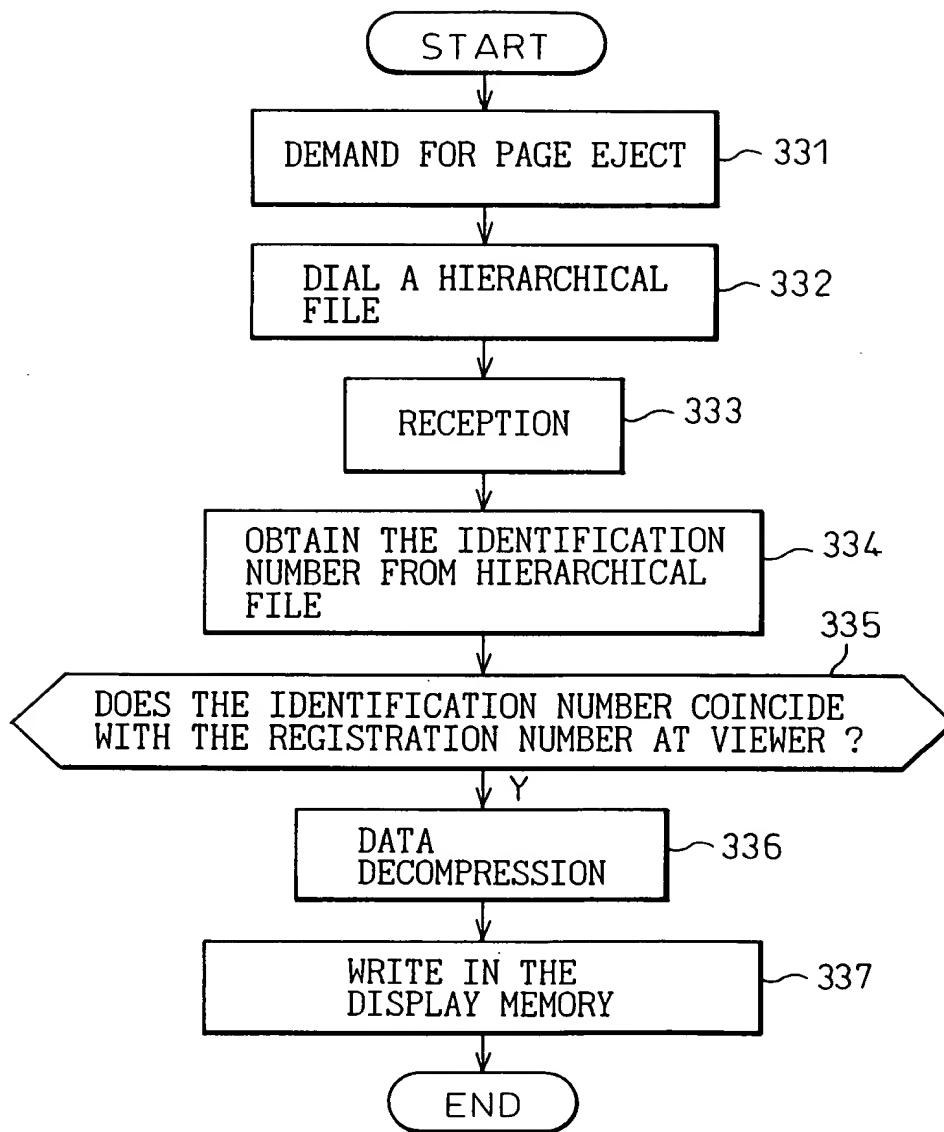 START
DEMAND FOR PAGE EJECT
331
DIAL A HIERARCHICAL
FILE
332
RECEPTION
333
OBTAIN THE IDENTIFICATION
NUMBER FROM HIERARCHICAL
FILE
334
335
DOES THE IDENTIFICATION NUMBER COINCIDE
WITH THE REGISTRATION NUMBER AT VIEWER ?
Y
DATA
DECOMPRESSION
336
WRITE IN THE
DISPLAY MEMORY
337
END